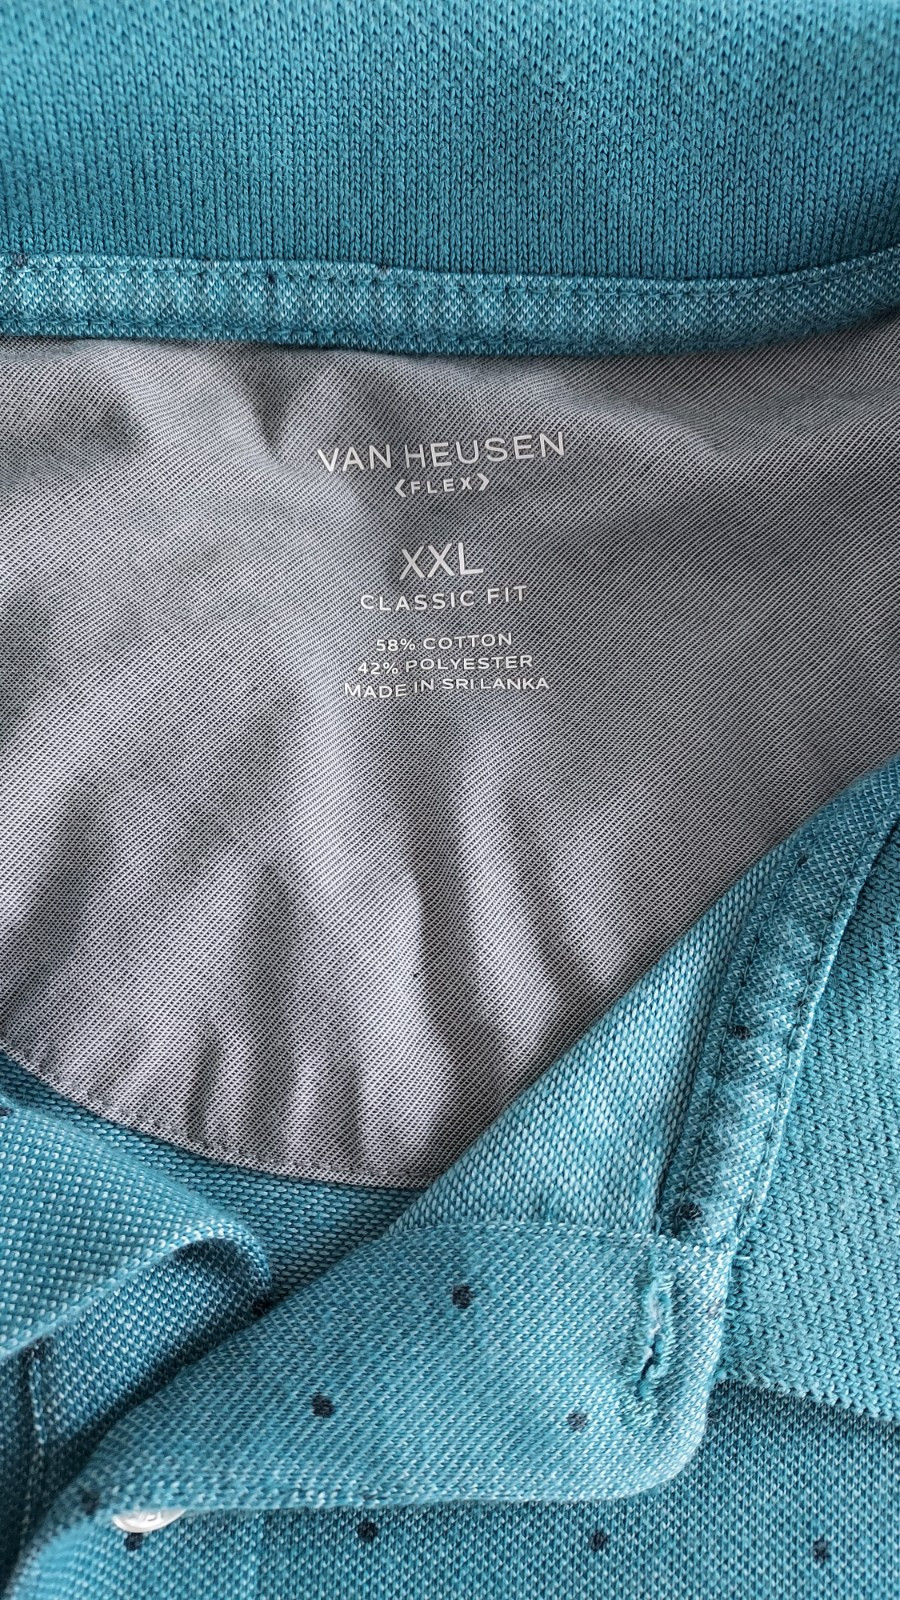 VAN HEUSEN
‹FLEX›
XXL
CLASSIC FIT
58% COTTON
42% POLYESTER
MADE IN SRI LANKA